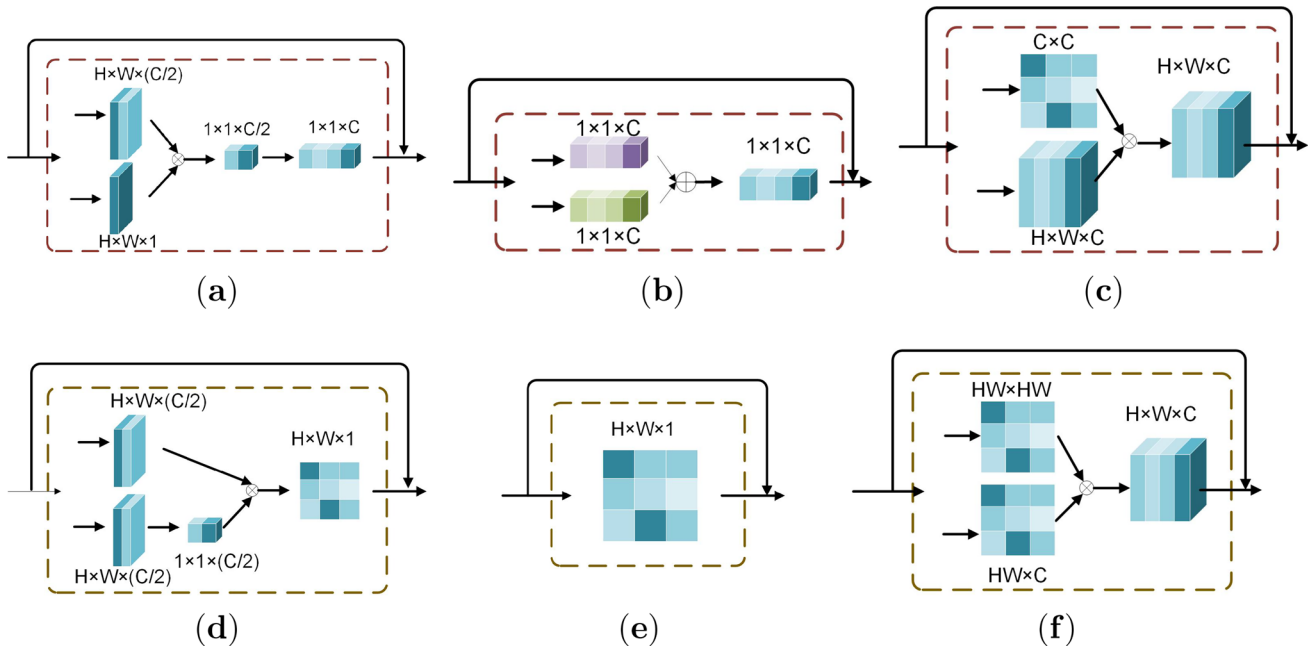 H×W×(C/2)
1×1×C/2
1×1×C
H×W×1
(a)
1×1×C
1×1×C
1×1×C
(b)
C×C
H×W×C
H×W×C
(c)
H×W×(C/2)
H×W×1
H×W×(C/2)
1×1×(C/2)
(d)
H×W×1
(e)
HW×HW
H×W×C
HW×C
(f)